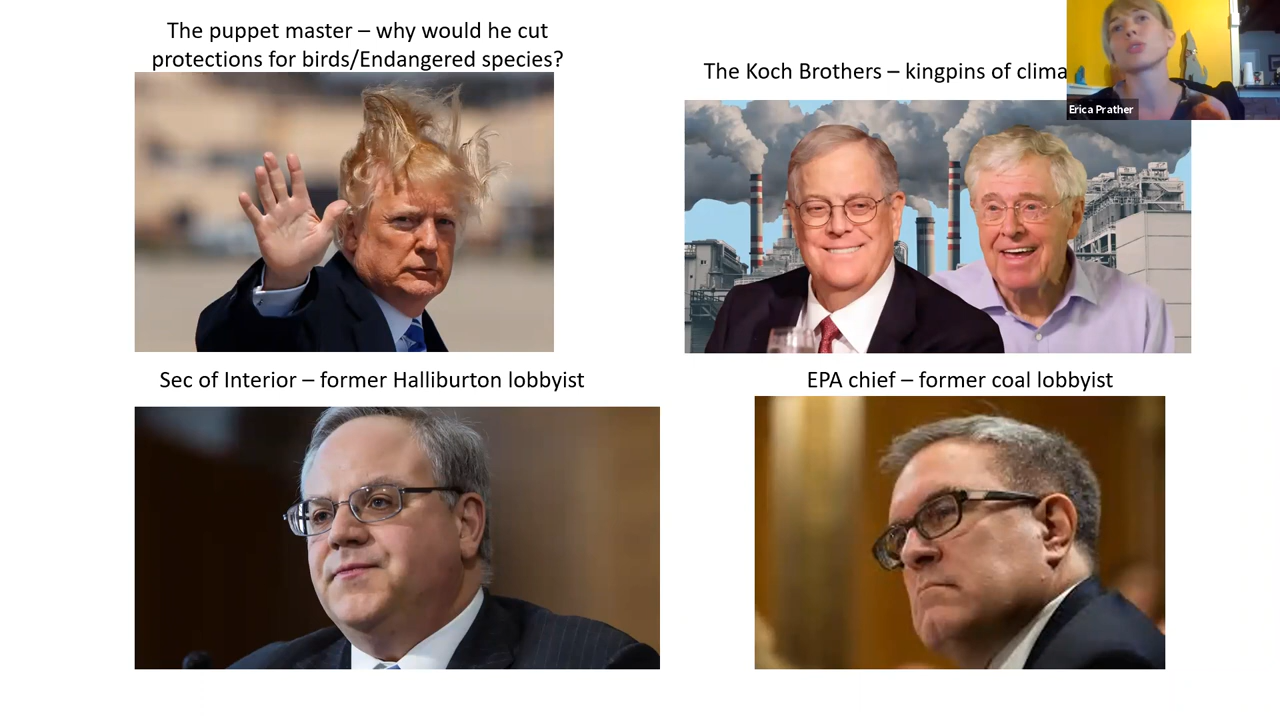 The puppet master – why would he cut
protections for birds/Endangered species?
The Koch Brothers – kingpins of clima
Erica Prather
Sec of Interior – former Halliburton lobbyist
EPA chief – former coal lobbyist